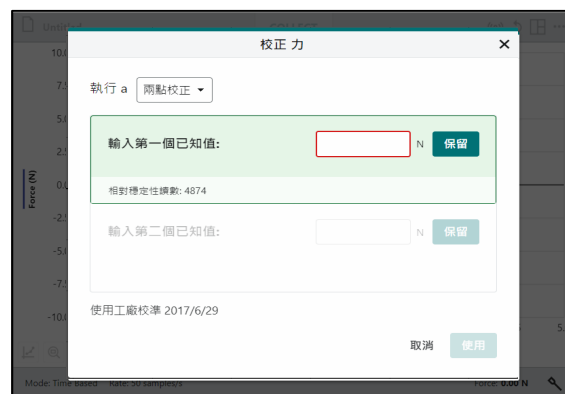 Untitled
COLLECT
校正 力
×
執行 a 兩點校正
輸入第一個已知值: N 保留
相對穩定性讀數: 4874
輸入第二個已知值: N 保留
使用工廠校準 2017/6/29
取消 使用
Force (N)
10.0
7.5
5.0
2.5
0.0
-2.5
-5.0
-7.5
-10.0
5.
Mode: Time Based Rate: 50 samples/s Force: 0.00 N